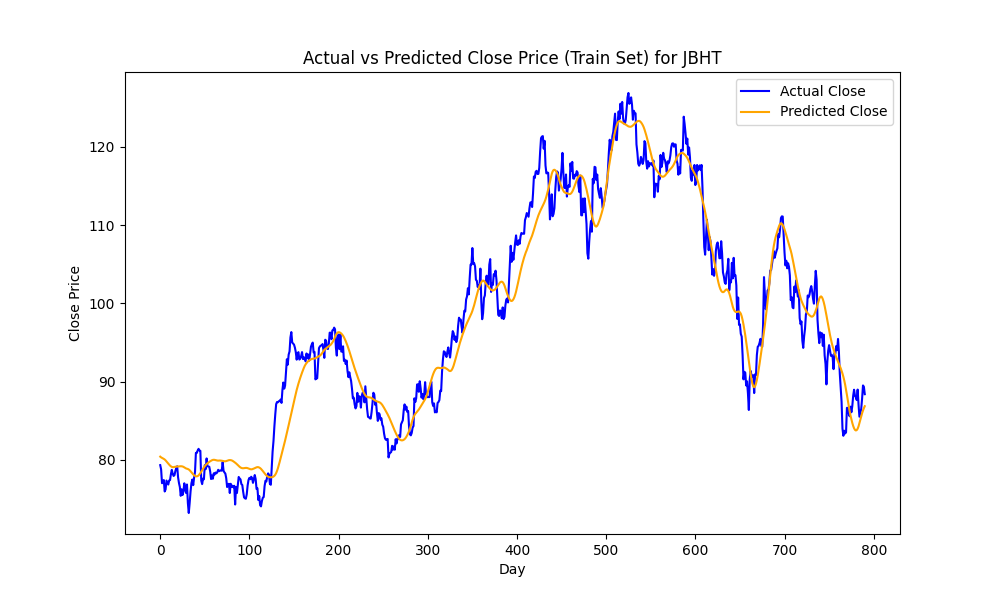 Actual vs Predicted Close Price (Train Set) for JBHT
Actual Close
Predicted Close
Close Price
120
110
100
90
80
0 100 200 300 400 500 600 700 800
Day